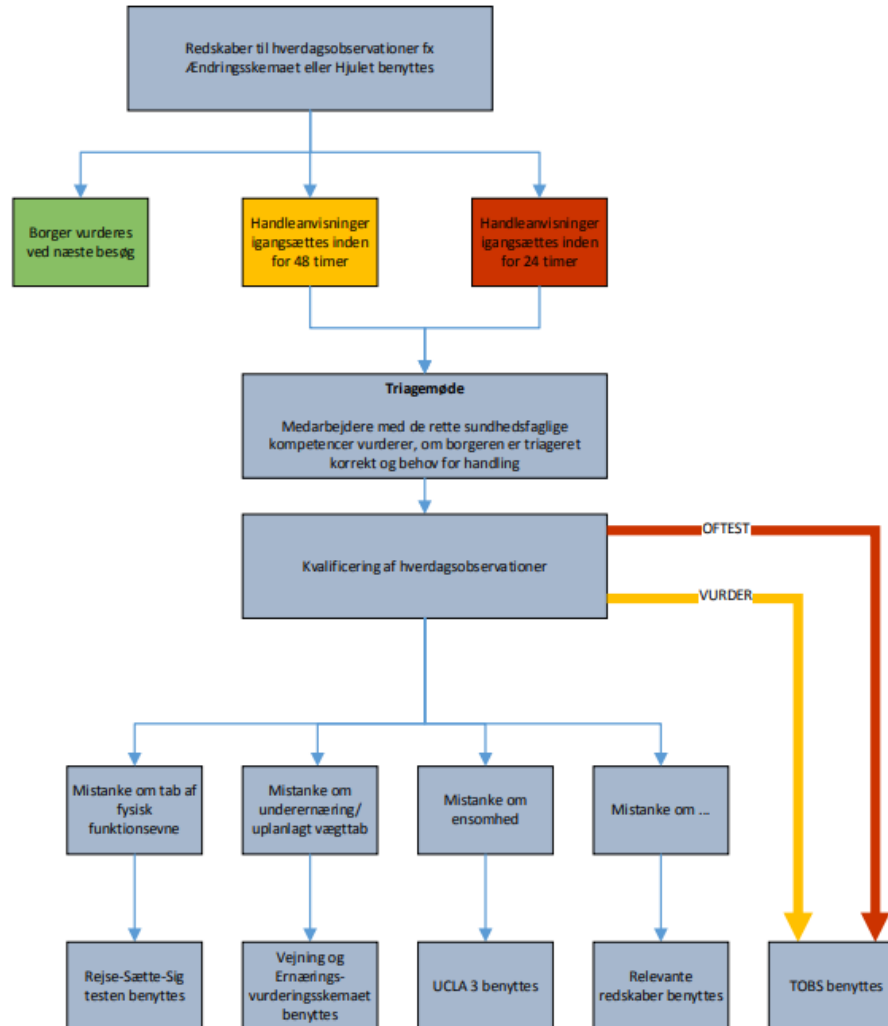 Redskaber til hverdagsobservationer fx
Ændringsskemaet eller Hjulet benyttes
Borger vurderes
ved næste besøg
Handleanvisninger
igangsættes inden
for 48 timer
Handleanvisninger
igangsættes inden
for 24 timer
Triagemøde
Medarbejdere med de rette sundhedsfaglige
kompetencer vurderer, om borgeren er triageret
korrekt og behov for handling
Kvalificering af hverdagsobservationer
OFTEST
VURDER
Mistanke om tab af
fysisk
funktionsevne
Mistanke om
underernæring/
uplanlagt vægttab
Mistanke om
ensomhed
Mistanke om ...
Rejse-Sætte-Sig
testen benyttes
Vejning og
Ernærings-
vurderingsskemaet
benyttes
UCLA 3 benyttes
Relevante
redskaber benyttes
TOBS benyttes